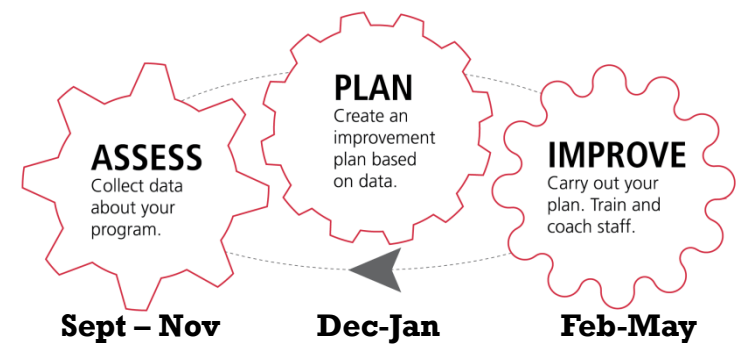 ASSESS
Collect data
about your
program.
PLAN
Create an
improvement
plan based
on data.
IMPROVE
Carry out your
plan. Train and
coach staff.
Sept – Nov
Dec-Jan
Feb-May